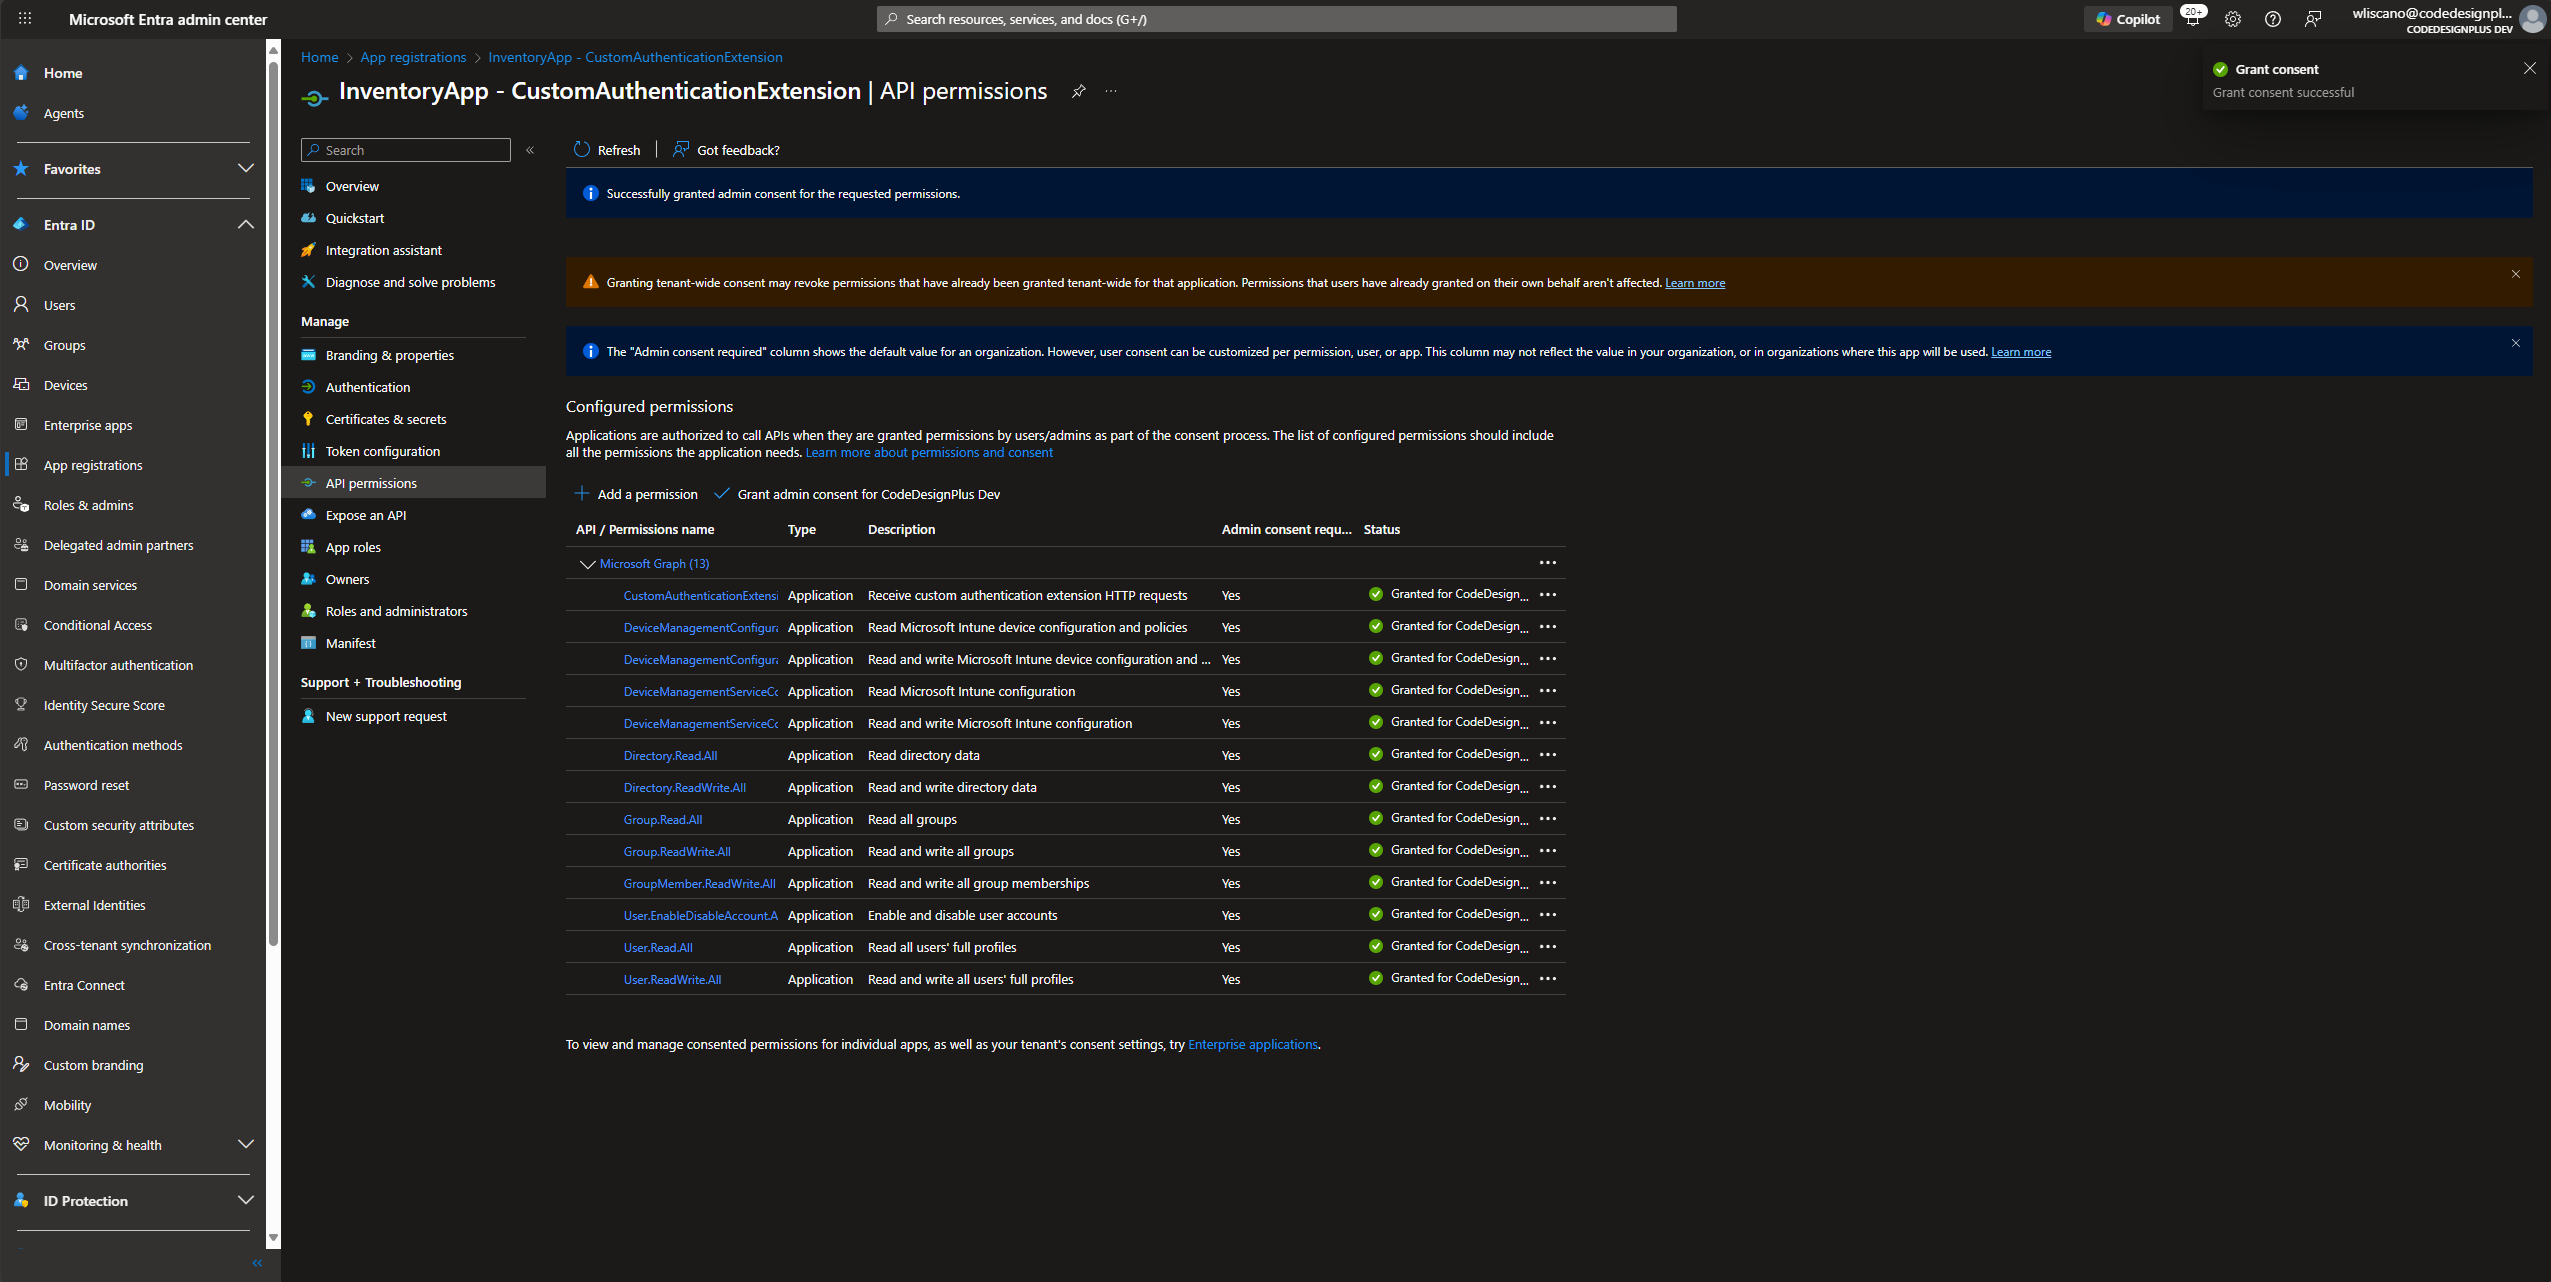 Microsoft Entra admin center
Search resources, services, and docs (G+/)
Copilot
20+
wliscano@codedesignpl...
CODEDESIGNPLUS DEV
Home
Agents
Favorites
Entra ID
Overview
Users
Groups
Devices
Enterprise apps
App registrations
Roles & admins
Delegated admin partners
Domain services
Conditional Access
Multifactor authentication
Identity Secure Score
Authentication methods
Password reset
Custom security attributes
Certificate authorities
External Identities
Cross-tenant synchronization
Entra Connect
Domain names
Custom branding
Mobility
Monitoring & health
ID Protection
Home > App registrations > InventoryApp - CustomAuthenticationExtension
InventoryApp - CustomAuthenticationExtension | API permissions
Grant consent
Grant consent successful
Search
Overview
Quickstart
Integration assistant
Diagnose and solve problems
Manage
Branding & properties
Authentication
Certificates & secrets
Token configuration
API permissions
Expose an API
App roles
Owners
Roles and administrators
Manifest
Support + Troubleshooting
New support request
Refresh | Got feedback?
Successfully granted admin consent for the requested permissions.
Granting tenant-wide consent may revoke permissions that have already been granted tenant-wide for that application. Permissions that users have already granted on their own behalf aren't affected. Learn more
The "Admin consent required" column shows the default value for an organization. However, user consent can be customized per permission, user, or app. This column may not reflect the value in your organization, or in organizations where this app will be used. Learn more
Configured permissions
Applications are authorized to call APIs when they are granted permissions by users/admins as part of the consent process. The list of configured permissions should include
all the permissions the application needs. Learn more about permissions and consent
Add a permission Grant admin consent for CodeDesignPlus Dev
API / Permissions name Type Description Admin consent requ... Status
Microsoft Graph (13)
CustomAuthenticationExtensi Application Receive custom authentication extension HTTP requests Yes Granted for CodeDesign...
DeviceManagementConfigura Application Read Microsoft Intune device configuration and policies Yes Granted for CodeDesign...
DeviceManagementConfigura Application Read and write Microsoft Intune device configuration and ... Yes Granted for CodeDesign...
DeviceManagementServiceCo Application Read Microsoft Intune configuration Yes Granted for CodeDesign...
DeviceManagementServiceCo Application Read and write Microsoft Intune configuration Yes Granted for CodeDesign...
Directory.Read.All Application Read directory data Yes Granted for CodeDesign...
Directory.ReadWrite.All Application Read and write directory data Yes Granted for CodeDesign...
Group.Read.All Application Read all groups Yes Granted for CodeDesign...
Group.ReadWrite.All Application Read and write all groups Yes Granted for CodeDesign...
GroupMember.ReadWrite.All Application Read and write all group memberships Yes Granted for CodeDesign...
User.EnableDisableAccount.A Application Enable and disable user accounts Yes Granted for CodeDesign...
User.Read.All Application Read all users' full profiles Yes Granted for CodeDesign...
User.ReadWrite.All Application Read and write all users' full profiles Yes Granted for CodeDesign...
To view and manage consented permissions for individual apps, as well as your tenant's consent settings, try Enterprise applications.